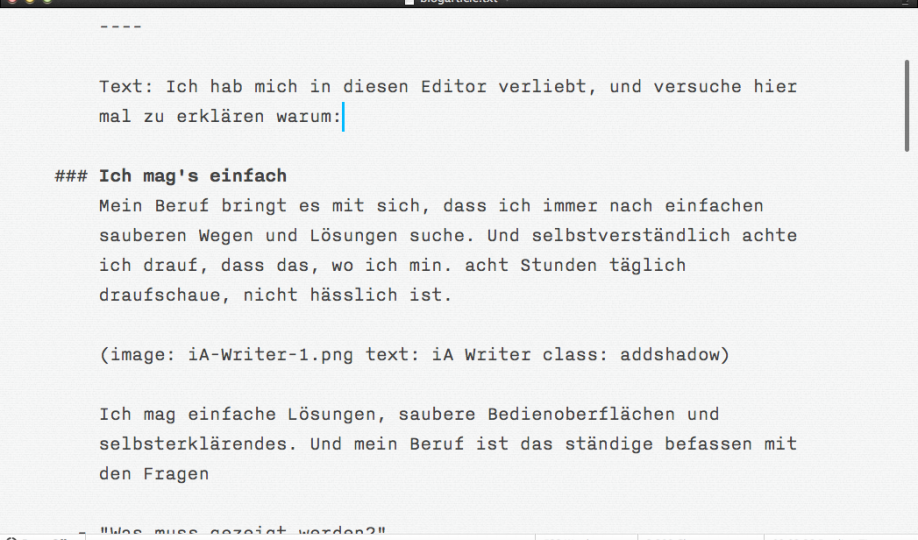 ----
Text: Ich hab mich in diesen Editor verliebt, und versuche hier
mal zu erklären warum:
### Ich mag's einfach
Mein Beruf bringt es mit sich, dass ich immer nach einfachen
sauberen Wegen und Lösungen suche. Und selbstverständlich achte
ich drauf, dass das, wo ich min. acht Stunden täglich
draufschaue, nicht hässlich ist.
(image: iA-Writer-1.png text: iA Writer class: addshadow)
Ich mag einfache Lösungen, saubere Bedienoberflächen und
selbsterklärendes. Und mein Beruf ist das ständige befassen mit
den Fragen
- "Was muss gezeigt werden?"